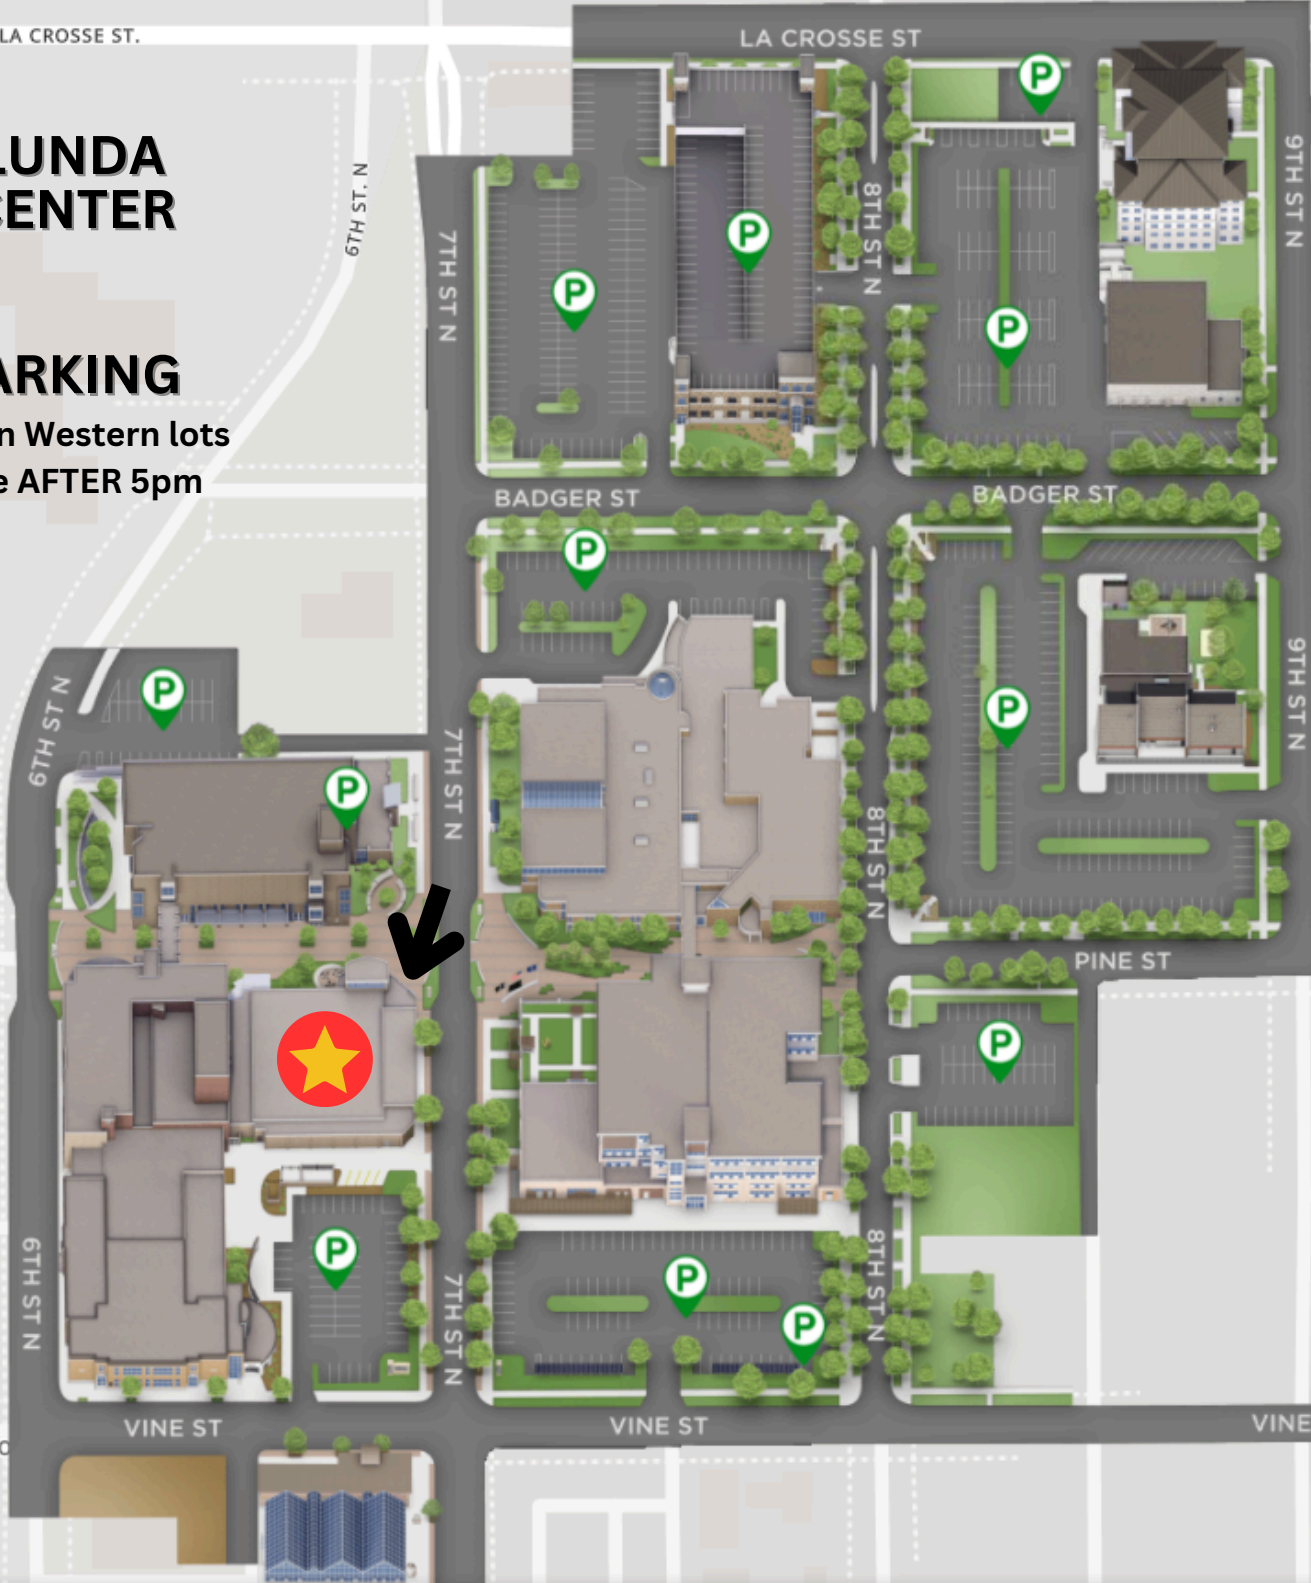 LA CROSSE ST.
LA CROSSE ST
P
LUNDA
CENTER
6TH ST. N
7TH ST N
8TH ST N
9TH ST N
P
P
P
ARKING
n Western lots
e AFTER 5pm
BADGER ST
BADGER ST
P
6TH ST N
P
7TH ST N
P
9TH ST N
P
8TH ST N
PINE ST
P
6TH ST N
P
7TH ST N
P
P
8TH ST N
VINE ST
VINE ST
VINE